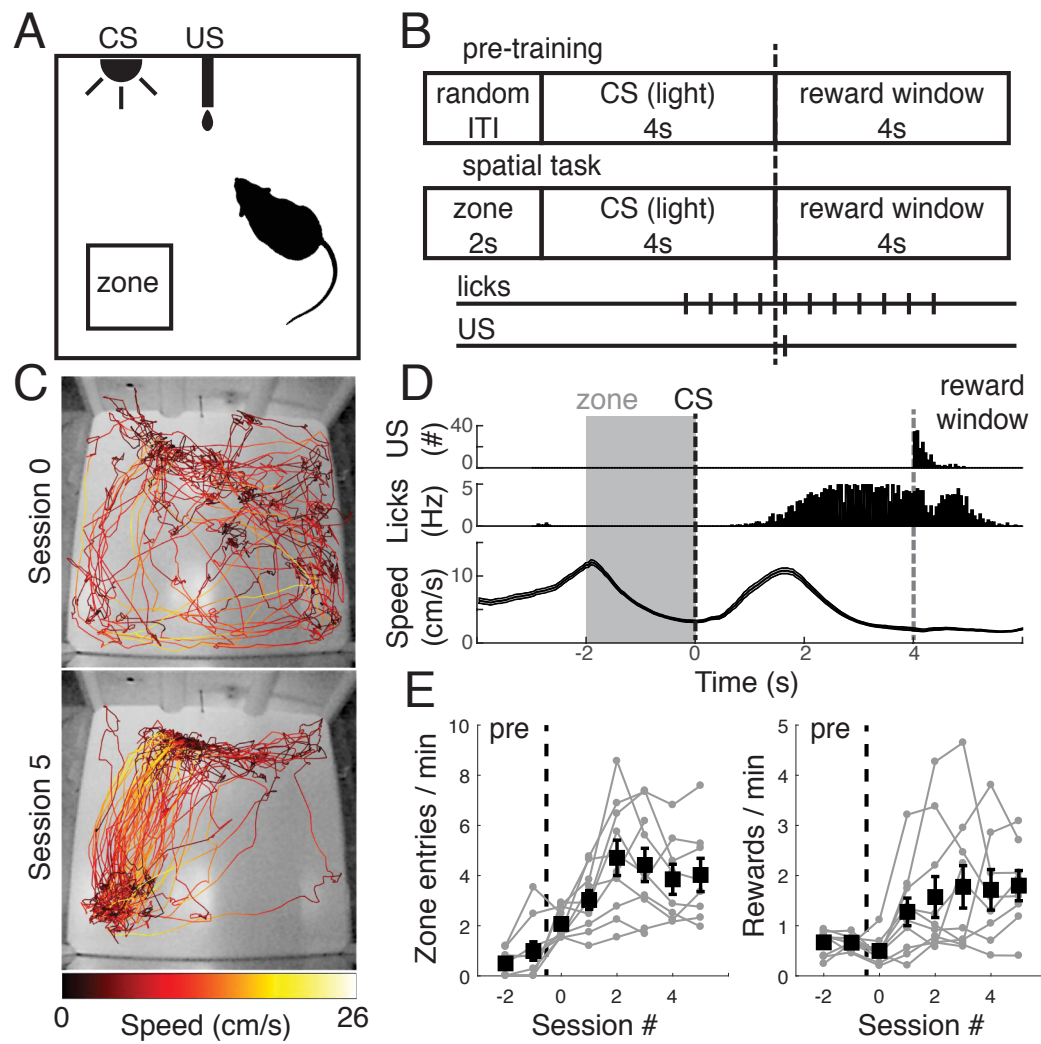 A
CS US
zone
B
pre-training
random
ITI
CS (light)
4s
reward window
4s
spatial task
zone
2s
CS (light)
4s
reward window
4s
licks
US
C
Session 0
Session 5
0 26
Speed (cm/s)
D
zone CS reward
window
US
(#)
40
0
Licks
(Hz)
5
0
Speed
(cm/s)
10
0
-2 0 2 4
Time (s)
E
pre
Zone entries / min
10
8
6
4
2
0
-2 0 2 4
Session #
pre
Rewards / min
5
4
3
2
1
0
-2 0 2 4
Session #